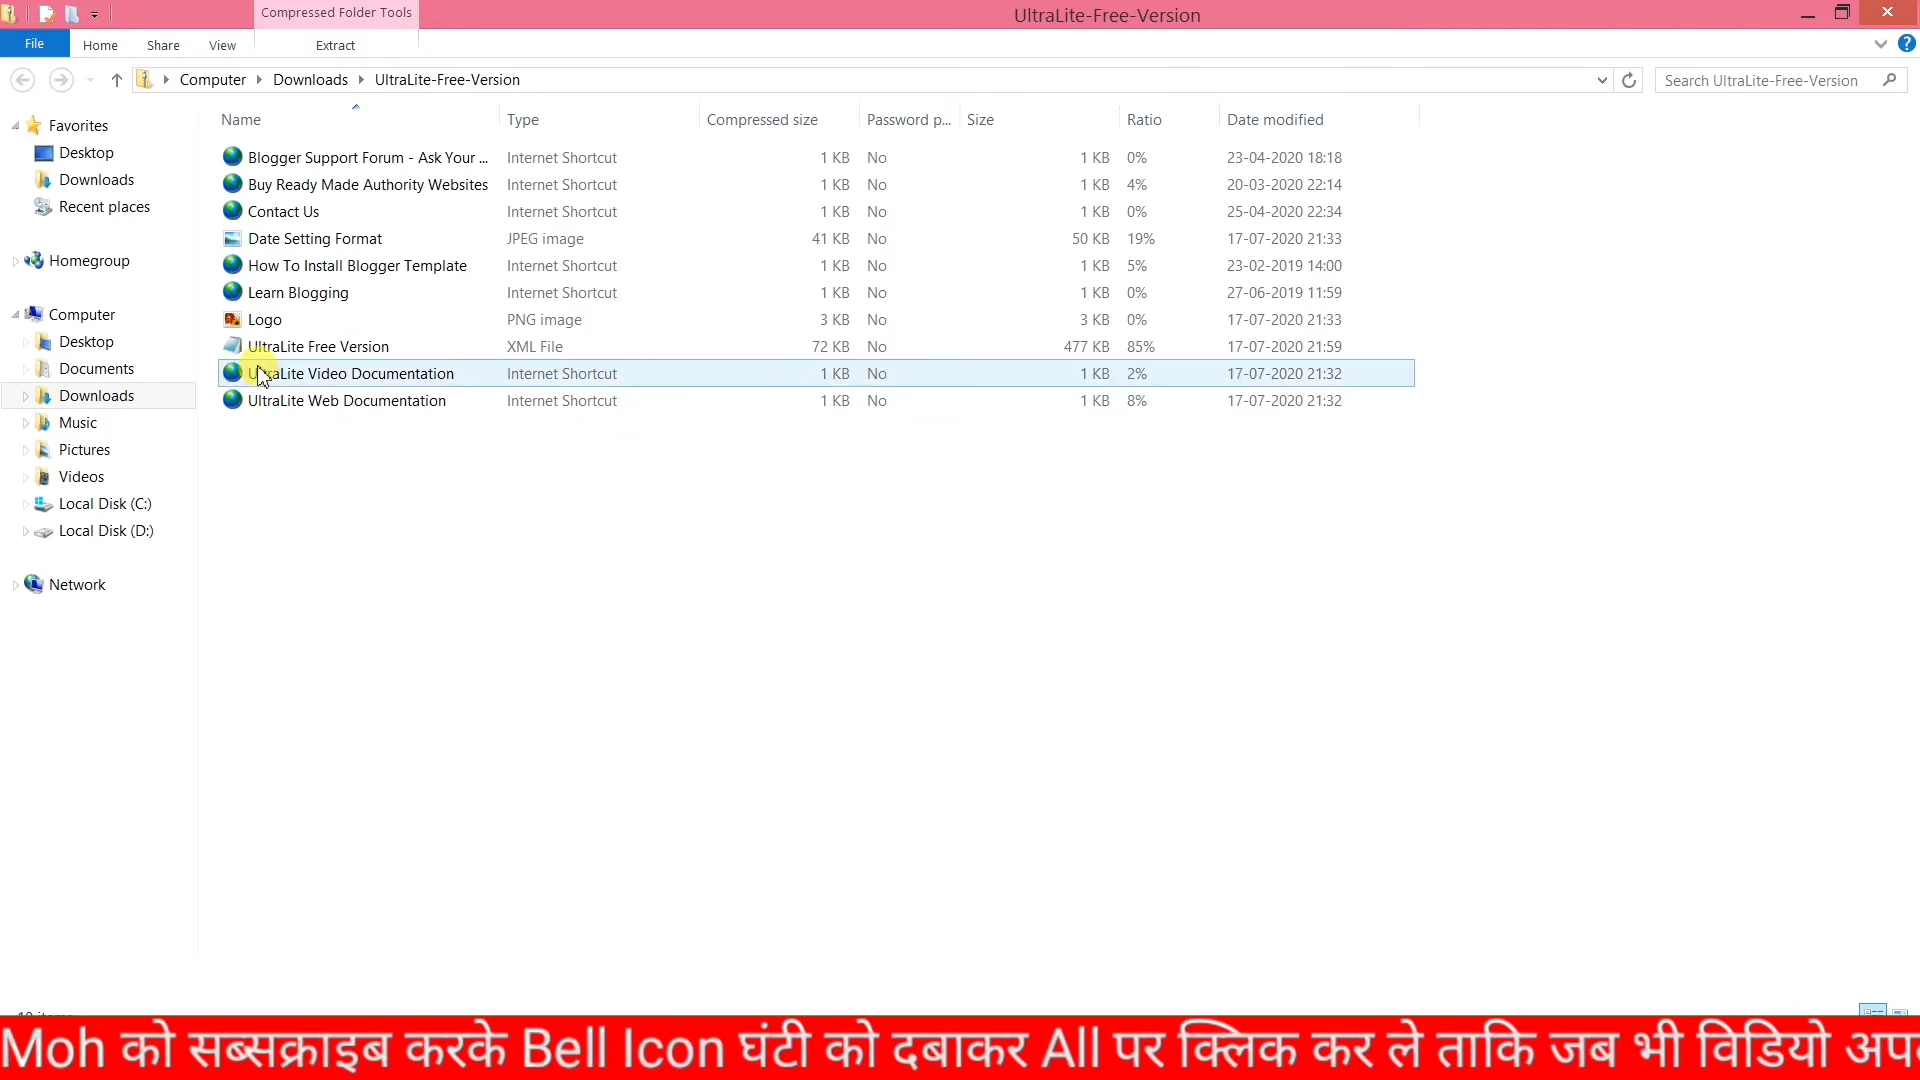 Compressed Folder Tools
UltraLite-Free-Version
File Home Share View Extract
Computer Downloads UltraLite-Free-Version
Search UltraLite-Free-Version
Favorites
Desktop
Downloads
Recent places
Homegroup
Computer
Desktop
Documents
Downloads
Music
Pictures
Videos
Local Disk (C:)
Local Disk (D:)
Network
Name Type Compressed size Password p... Size Ratio Date modified
Blogger Support Forum - Ask Your ... Internet Shortcut 1 KB No 1 KB 0% 23-04-2020 18:18
Buy Ready Made Authority Websites Internet Shortcut 1 KB No 1 KB 4% 20-03-2020 22:14
Contact Us Internet Shortcut 1 KB No 1 KB 0% 25-04-2020 22:34
Date Setting Format JPEG image 41 KB No 50 KB 19% 17-07-2020 21:33
How To Install Blogger Template Internet Shortcut 1 KB No 1 KB 5% 23-02-2019 14:00
Learn Blogging Internet Shortcut 1 KB No 1 KB 0% 27-06-2019 11:59
Logo PNG image 3 KB No 3 KB 0% 17-07-2020 21:33
UltraLite Free Version XML File 72 KB No 477 KB 85% 17-07-2020 21:59
UltraLite Video Documentation Internet Shortcut 1 KB No 1 KB 2% 17-07-2020 21:32
UltraLite Web Documentation Internet Shortcut 1 KB No 1 KB 8% 17-07-2020 21:32
Moh को सब्सक्राइब करके Bell Icon घंटी को दबाकर All पर क्लिक कर ले ताकि जब भी विडियो